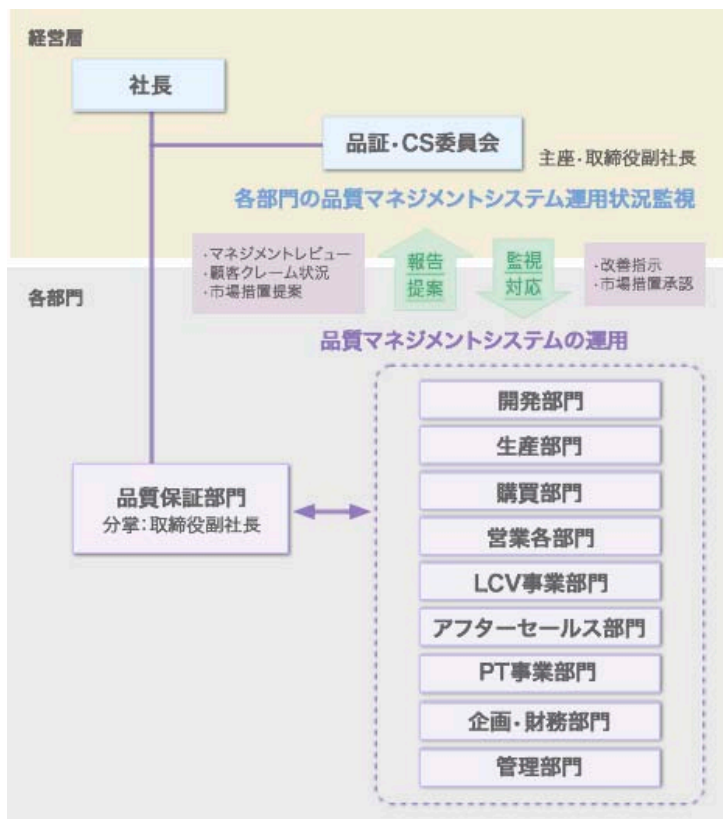 経営層
社長
品証・CS委員会
主座・取締役副社長
各部門の品質マネジメントシステム運用状況監視
・マネジメントレビュー
・顧客クレーム状況
・市場措置提案
報告
提案
監視
対応
・改善指示
・市場措置承認
各部門
品質マネジメントシステムの運用
品質保証部門
分掌:取締役副社長
開発部門
生産部門
購買部門
営業各部門
LCV事業部門
アフターセールス部門
PT事業部門
企画・財務部門
管理部門